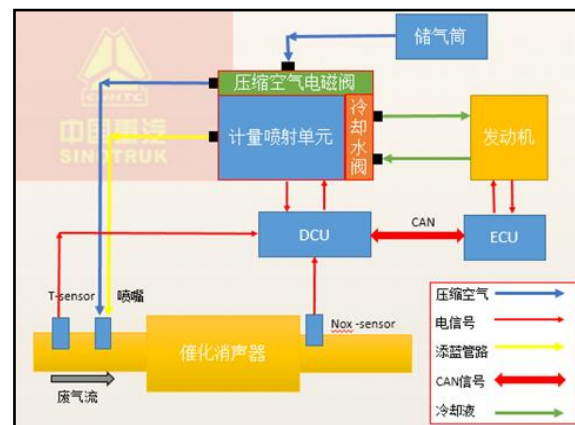 储气筒
压缩空气电磁阀
CNHTC
中国重汽
SINOTRUK
计量喷射单元
冷却水阀
发动机
DCU
CAN
ECU
T-sensor
喷嘴
Nox -sensor
催化消声器
废气流
压缩空气
电信号
添蓝管路
CAN信号
冷却液